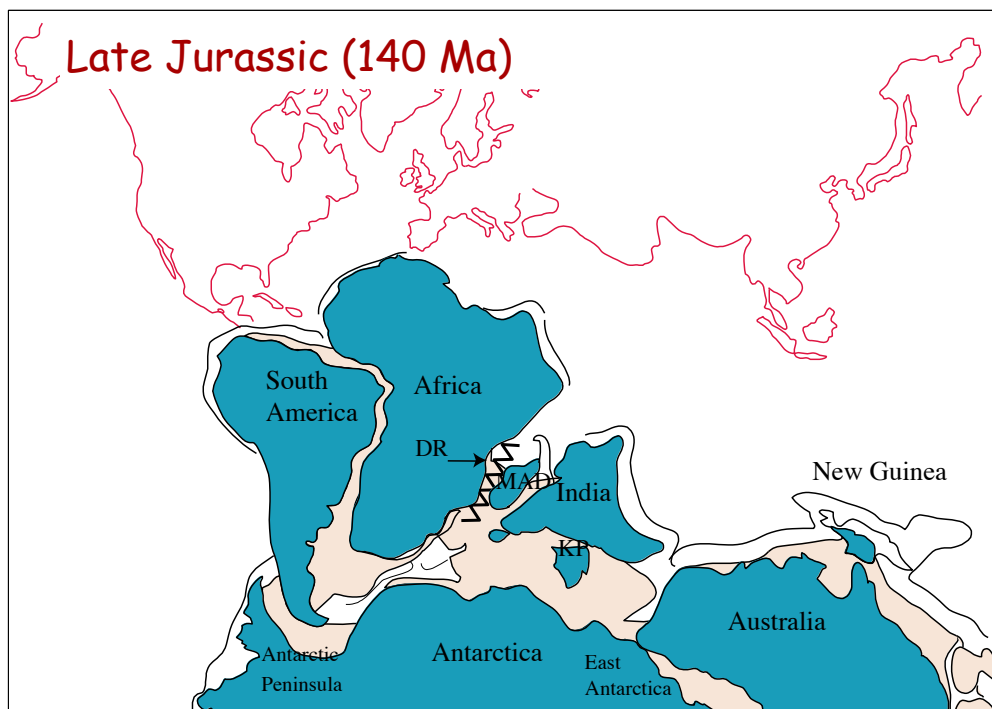 Late Jurassic (140 Ma)
South
America
Africa
DR
MAD
India
New Guinea
KP
Australia
Antarctic
Peninsula
Antarctica
East
Antarctica